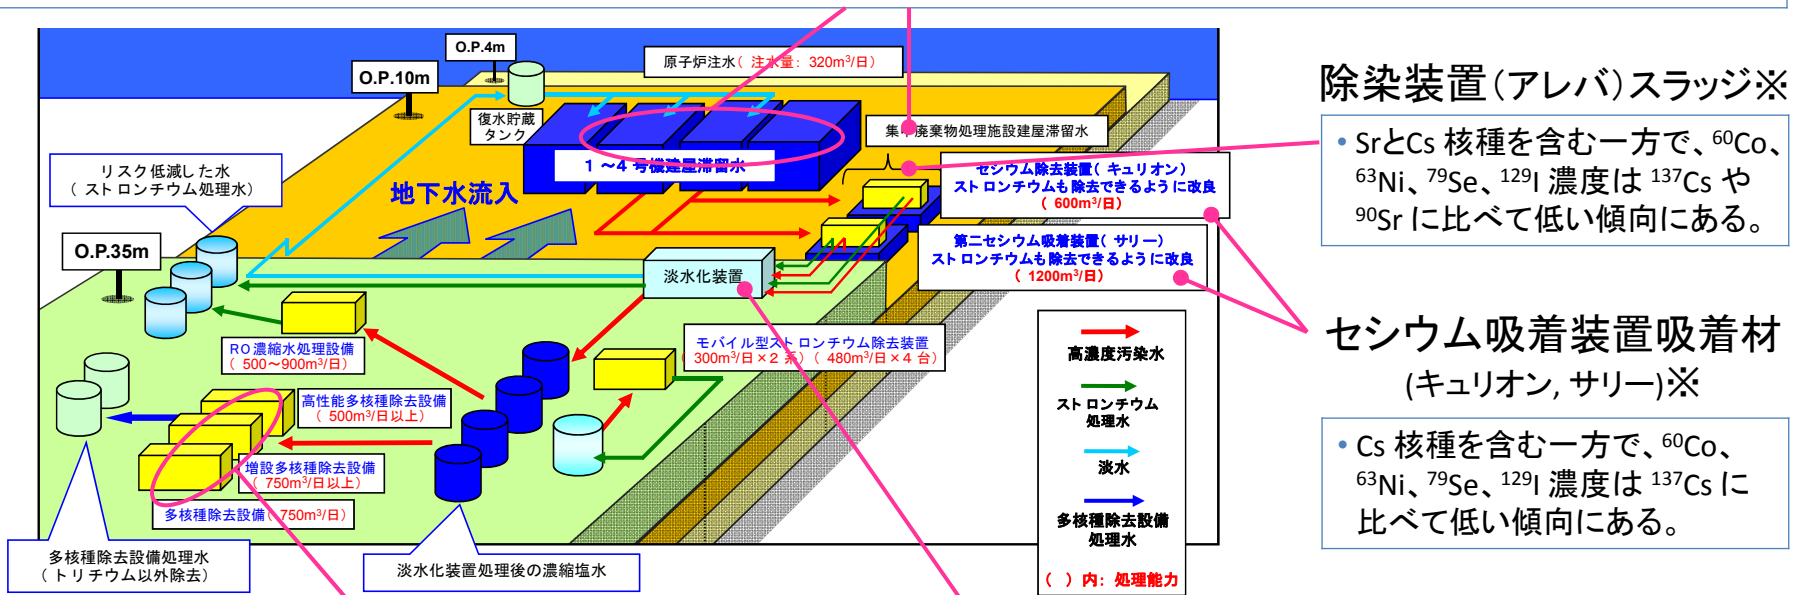 O.P.4m
原子炉注水( 注水量: 320m³/日)
O.P.10m
復水貯蔵
タンク
集中廃棄物処理施設建屋滞留水
1～4号機建屋滞留水
リスク低減した水
( ストロンチウム処理水)
地下水流入
セシウム除去装置( キュリオン)
ストロンチウムも除去できるように改良
( 600m³/日)
第二セシウム吸着装置( サリー)
ストロンチウムも除去できるように改良
( 1200m³/日)
O.P.35m
淡水化装置
RO濃縮水処理設備
( 500～900m³/日)
モバイル型ストロンチウム除去装置
( 300m³/日×2系)( 480m³/日×4台)
高性能多核種除去設備
( 500m³/日以上)
増設多核種除去設備
( 750m³/日以上)
多核種除去設備( 750m³/日)
多核種除去設備処理水
( トリチウム以外除去)
淡水化装置処理後の濃縮塩水
高濃度汚染水
ストロンチウム
処理水
淡水
多核種除去設備
処理水
( )内: 処理能力
除染装置(アレバ)スラッジ※
• SrとCs 核種を含む一方で、⁶⁰Co、
⁶³Ni、⁷⁹Se、¹²⁹I 濃度は ¹³⁷Cs や
⁹⁰Sr に比べて低い傾向にある。
セシウム吸着装置吸着材
(キュリオン, サリー)※
• Cs 核種を含む一方で、⁶⁰Co、
⁶³Ni、⁷⁹Se、¹²⁹I 濃度は ¹³⁷Cs に
比べて低い傾向にある。